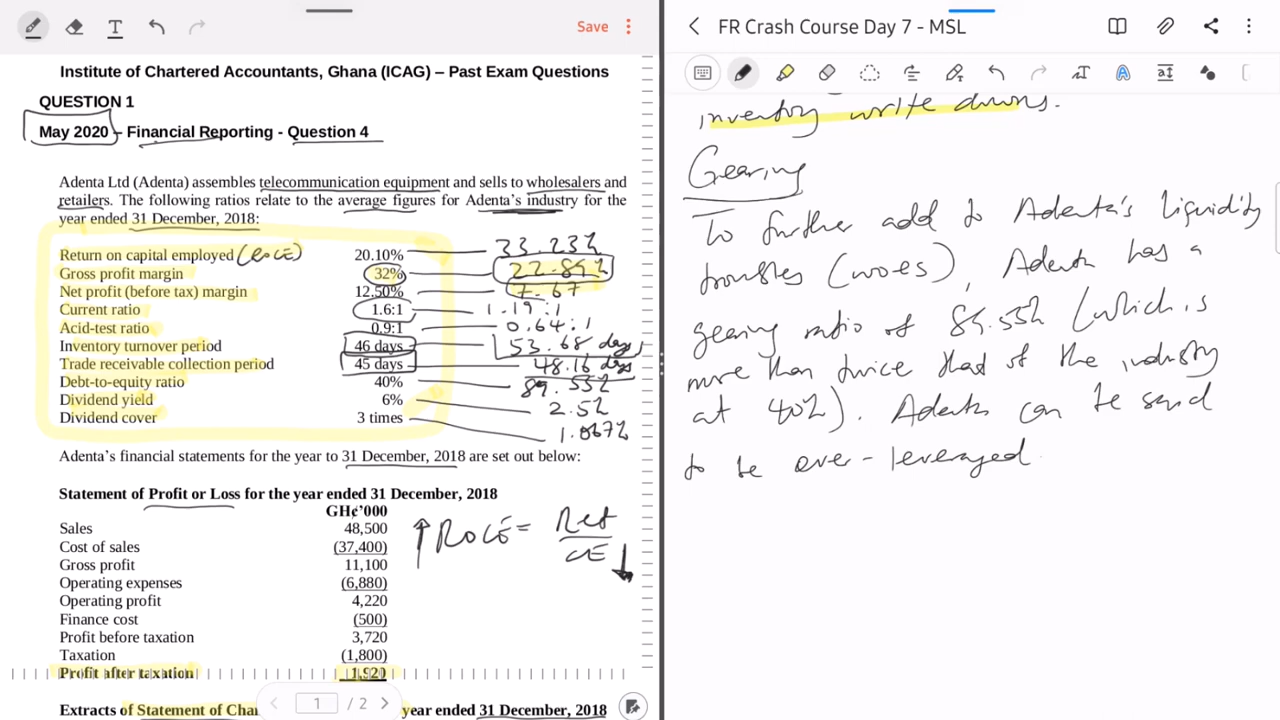 Save
Institute of Chartered Accountants, Ghana (ICAG) – Past Exam Questions
QUESTION 1
May 2020 – Financial Reporting - Question 4
Adenta Ltd (Adenta) assembles telecommunication equipment and sells to wholesalers and
retailers. The following ratios relate to the average figures for Adenta's industry for the
year ended 31 December, 2018:
Return on capital employed (ROCE) 20.10% 33.23%
Gross profit margin 32% 22.89%
Net profit (before tax) margin 12.50% 7.67
Current ratio 1.6:1 1.19:1
Acid-test ratio 0.9:1 0.64:1
Inventory turnover period 46 days 53.68 days
Trade receivable collection period 45 days 48.16 days
Debt-to-equity ratio 40% 89.55%
Dividend yield 6% 2.5%
Dividend cover 3 times 1.067%
Adenta's financial statements for the year to 31 December, 2018 are set out below:
Statement of Profit or Loss for the year ended 31 December, 2018
GH¢'000
Sales 48,500
Cost of sales (37,400)
Gross profit 11,100
Operating expenses (6,880)
Operating profit 4,220
Finance cost (500)
Profit before taxation 3,720
Taxation (1,800)
Profit after taxation 1,920
↑ ROCE = Ret
CE ↓
1 / 2
Extracts of Statement of Char year ended 31 December, 2018
FR Crash Course Day 7 - MSL
inventory write downs.
Gearing
To further add to Adenta's liquidity
troubles (woes), Adenta has a
gearing ratio of 89.55% (which is
more than twice that of the industry
at 40%). Adenta can be said
to be over-leveraged.